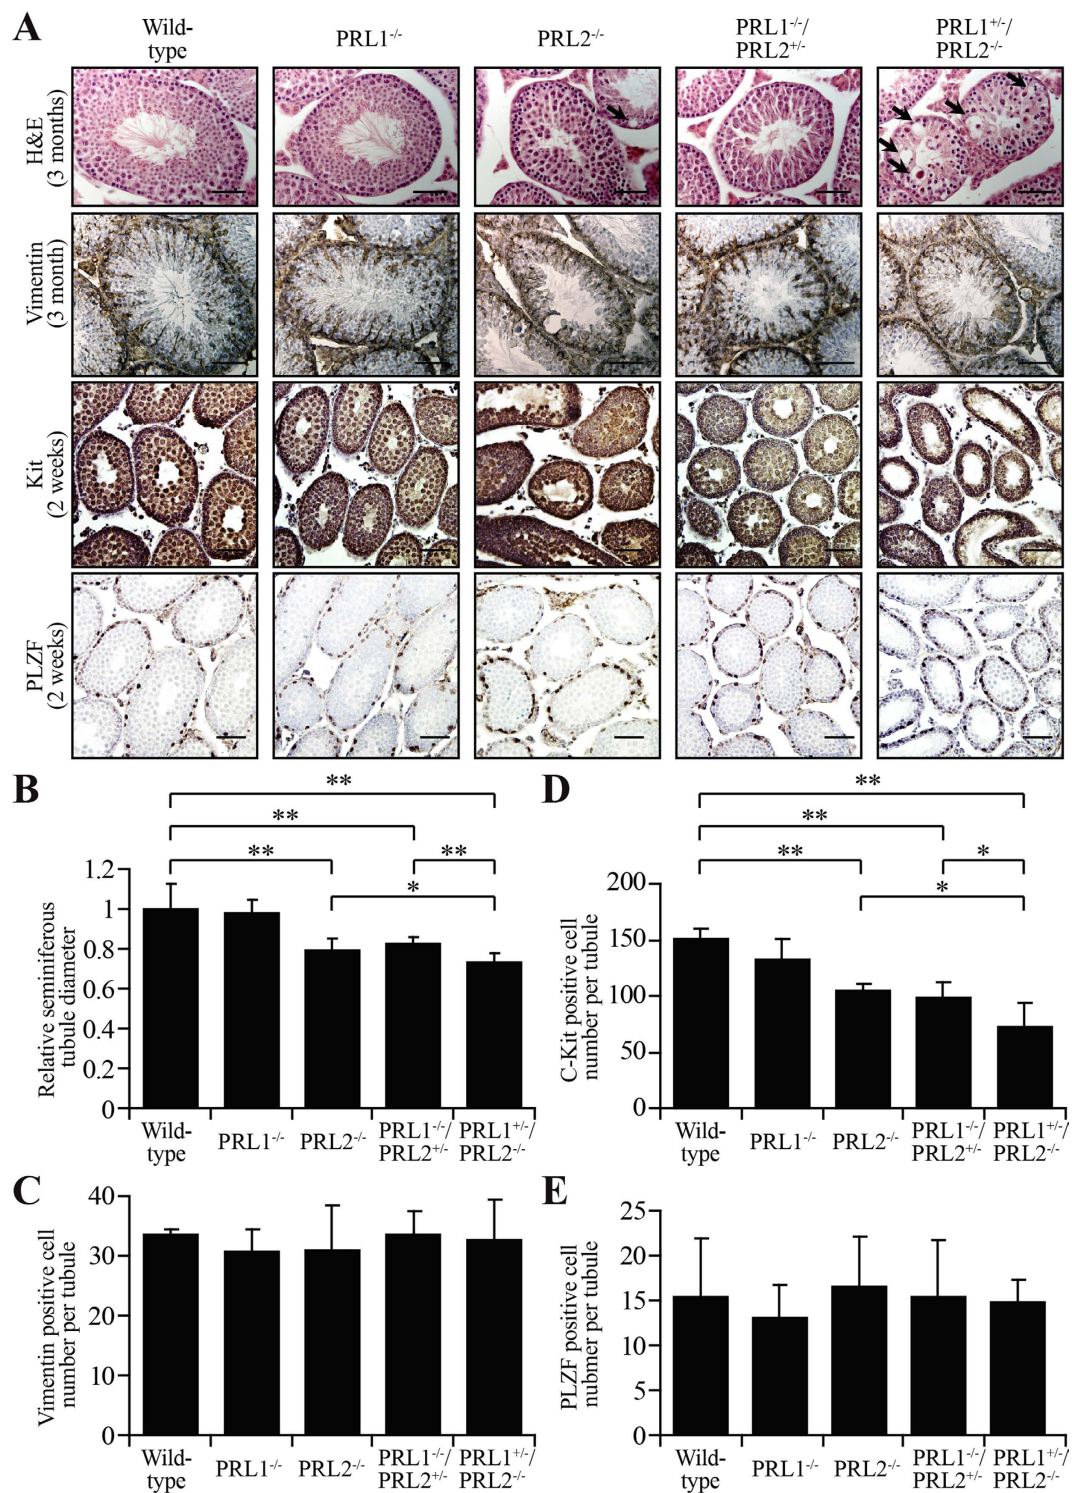 A
Wild-
type
PRL1-/-
PRL2-/-
PRL1-/-/
PRL2+/-
PRL1+/-/
PRL2-/-
H&E
(3 months)
Vimentin
(3 month)
Kit
(2 weeks)
PLZF
(2 weeks)
B
**
**
**
**
*
Relative seminiferous
tubule diameter
1.2
1
0.8
0.6
0.4
0.2
0
Wild-
type
PRL1-/-
PRL2-/-
PRL1-/-/
PRL2+/-
PRL1+/-/
PRL2-/-
D
**
**
**
*
*
C-Kit positive cell
number per tubule
200
150
100
50
0
Wild-
type
PRL1-/-
PRL2-/-
PRL1-/-/
PRL2+/-
PRL1+/-/
PRL2-/-
C
Vimentin positive cell
number per tubule
40
30
20
10
0
Wild-
type
PRL1-/-
PRL2-/-
PRL1-/-/
PRL2+/-
PRL1+/-/
PRL2-/-
E
PLZF positive cell
nubmer per tubule
25
20
15
10
5
0
Wild-
type
PRL1-/-
PRL2-/-
PRL1-/-/
PRL2+/-
PRL1+/-/
PRL2-/-